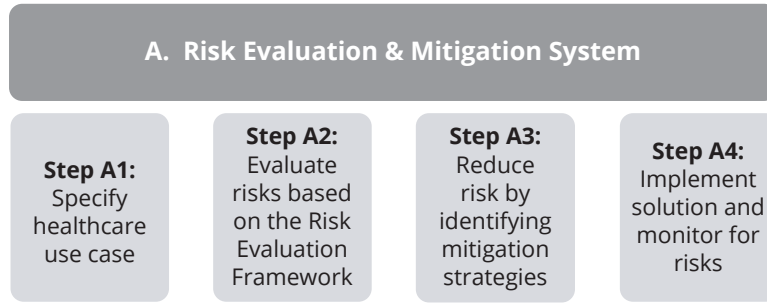 A. Risk Evaluation & Mitigation System
Step A1:
Specify
healthcare
use case
Step A2:
Evaluate
risks based
on the Risk
Evaluation
Framework
Step A3:
Reduce
risk by
identifying
mitigation
strategies
Step A4:
Implement
solution and
monitor for
risks